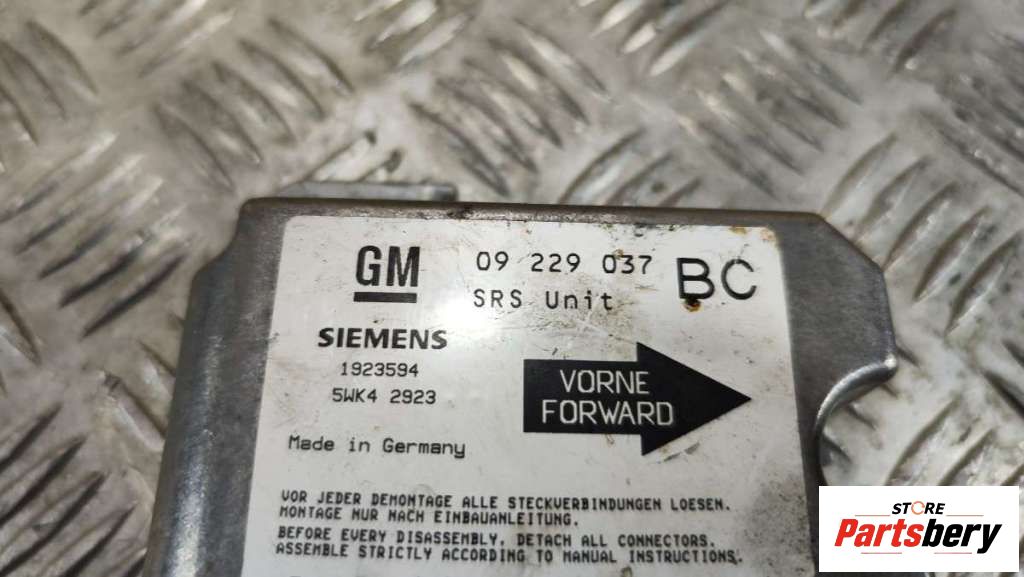 GM 09 229 037 BC
SRS Unit
SIEMENS
1923594
5WK4 2923
VORNE
FORWARD
Made in Germany
VOR JEDER DEMONTAGE ALLE STECKVERBINDUNGEN LOESEN.
MONTAGE NUR NACH EINBAUANLEITUNG.
BEFORE EVERY DISASSEMBLY, DETACH ALL CONNECTORS.
ASSEMBLE STRICTLY ACCORDING TO MANUAL INSTRUCTIONS.
STORE
Partsbery